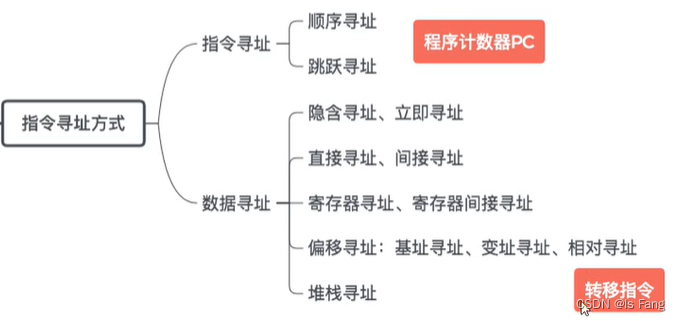 指令寻址方式
指令寻址
顺序寻址
跳跃寻址
程序计数器PC
数据寻址
隐含寻址、立即寻址
直接寻址、间接寻址
寄存器寻址、寄存器间接寻址
偏移寻址：基址寻址、变址寻址、相对寻址
堆栈寻址
转移指令
CSDN @Is Fang